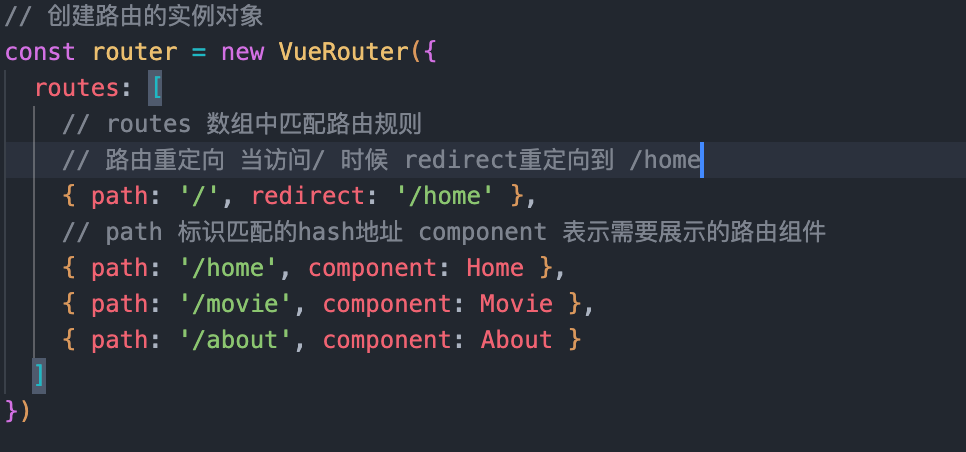 // 创建路由的实例对象
const router = new VueRouter({
  routes: [
    // routes 数组中匹配路由规则
    // 路由重定向 当访问/ 时候 redirect重定向到 /home
    { path: '/', redirect: '/home' },
    // path 标识匹配的hash地址 component 表示需要展示的路由组件
    { path: '/home', component: Home },
    { path: '/movie', component: Movie },
    { path: '/about', component: About }
  ]
})